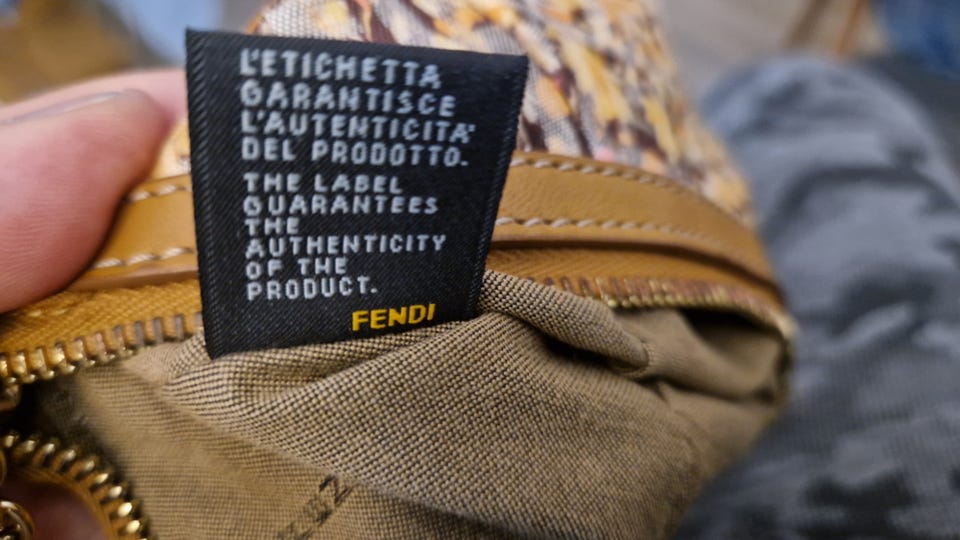 L'ETICHETTA
GARANTISCE
L'AUTENTICITA'
DEL PRODOTTO.
THE LABEL
GUARANTEES
THE
AUTHENTICITY
OF THE
PRODUCT.
FENDI